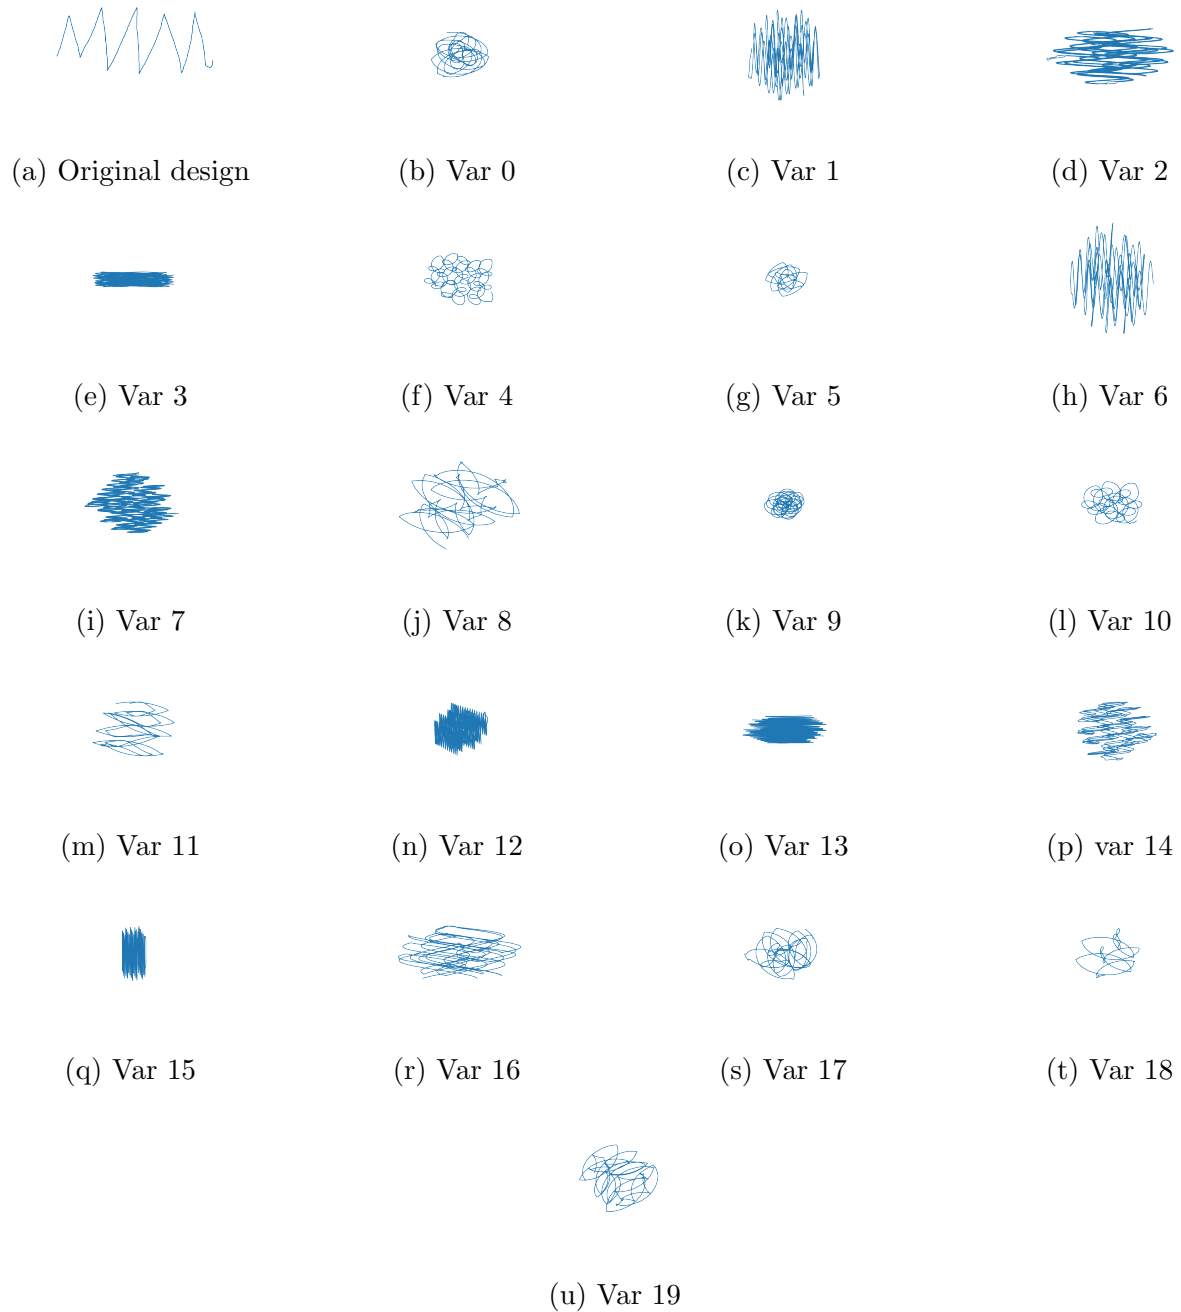 (a) Original design
(b) Var 0
(c) Var 1
(d) Var 2
(e) Var 3
(f) Var 4
(g) Var 5
(h) Var 6
(i) Var 7
(j) Var 8
(k) Var 9
(l) Var 10
(m) Var 11
(n) Var 12
(o) Var 13
(p) var 14
(q) Var 15
(r) Var 16
(s) Var 17
(t) Var 18
(u) Var 19